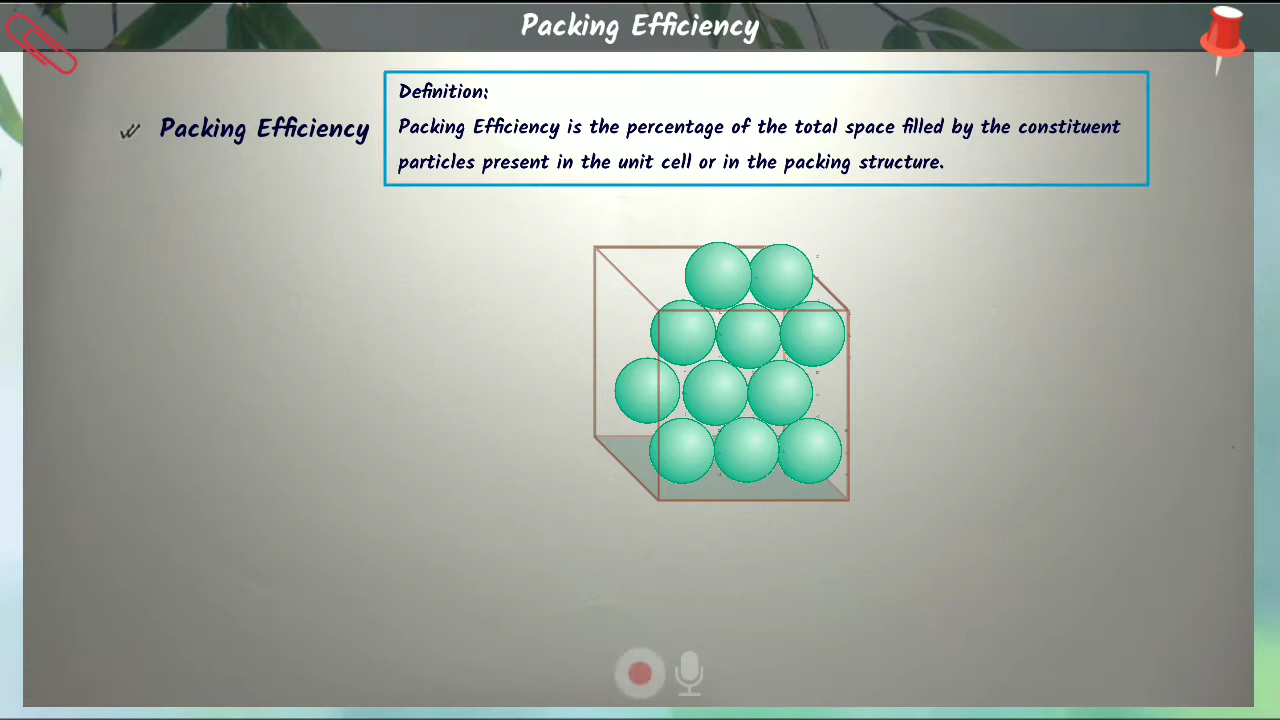 Packing Efficiency
Packing Efficiency
Definition:
Packing Efficiency is the percentage of the total space filled by the constituent
particles present in the unit cell or in the packing structure.